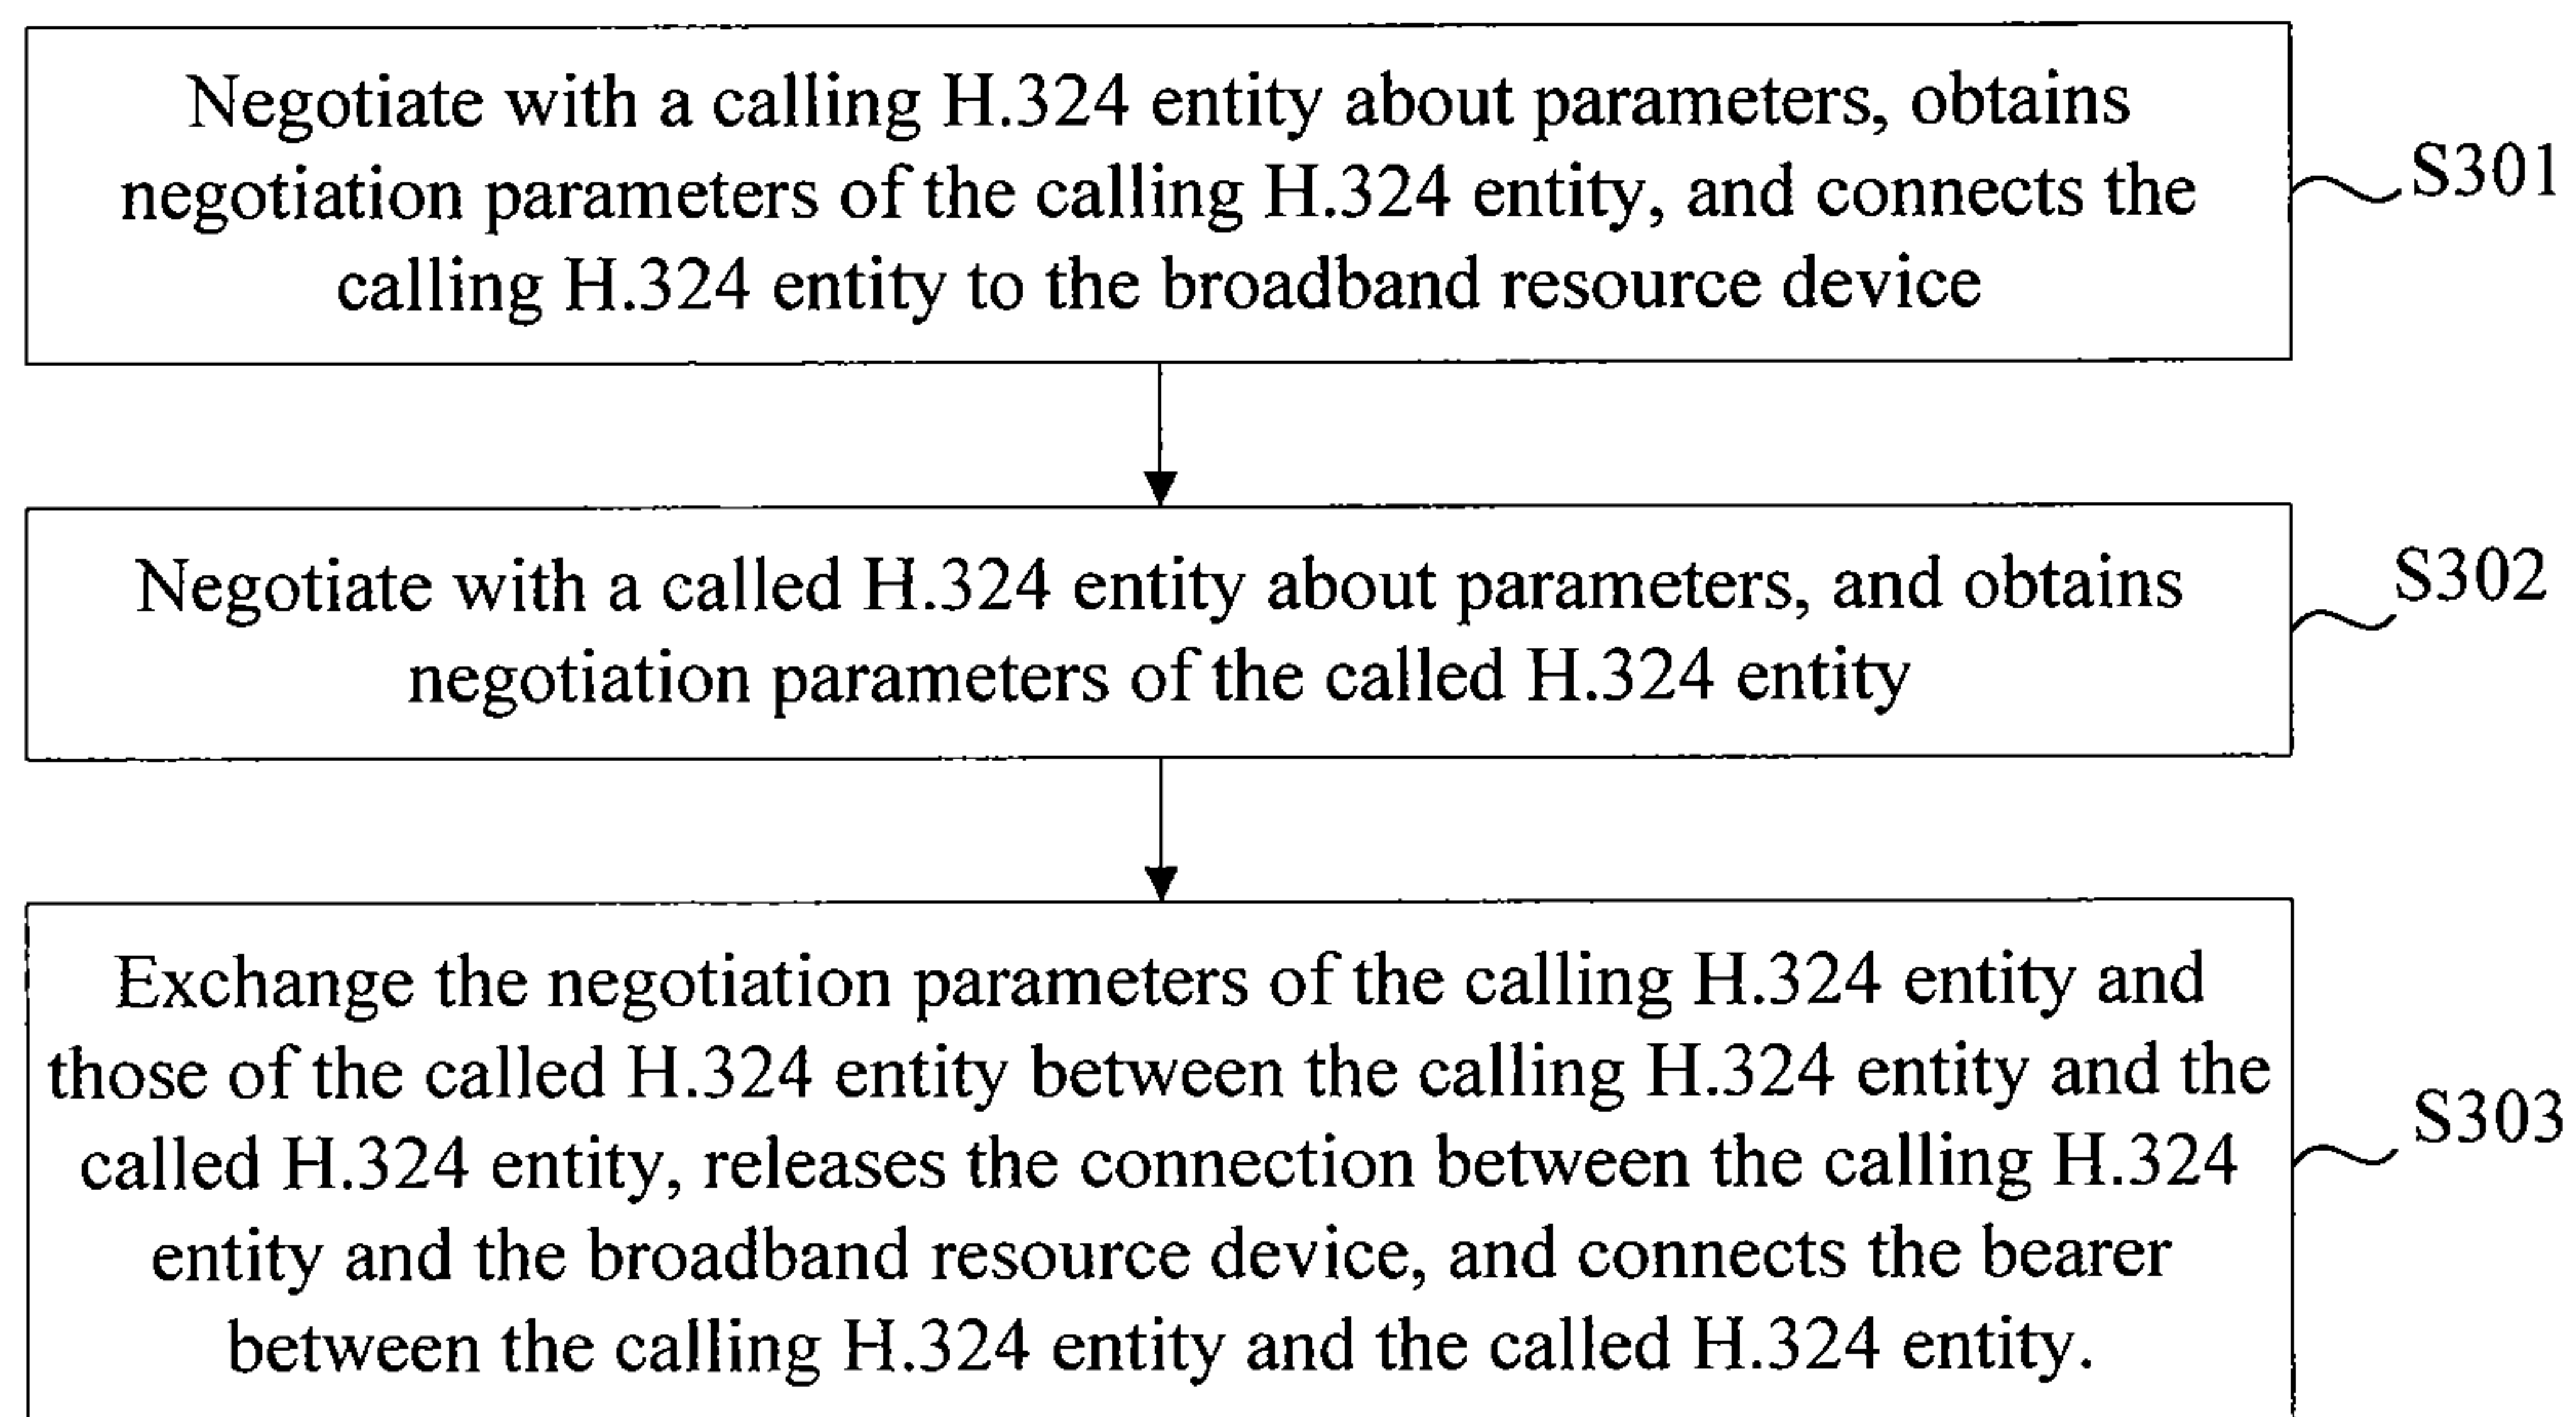 Negotiate with a calling H.324 entity about parameters, obtains
negotiation parameters of the calling H.324 entity, and connects the
calling H.324 entity to the broadband resource device
S301
Negotiate with a called H.324 entity about parameters, and obtains
negotiation parameters of the called H.324 entity
S302
Exchange the negotiation parameters of the calling H.324 entity and
those of the called H.324 entity between the calling H.324 entity and the
called H.324 entity, releases the connection between the calling H.324
entity and the broadband resource device, and connects the bearer
between the calling H.324 entity and the called H.324 entity.
S303